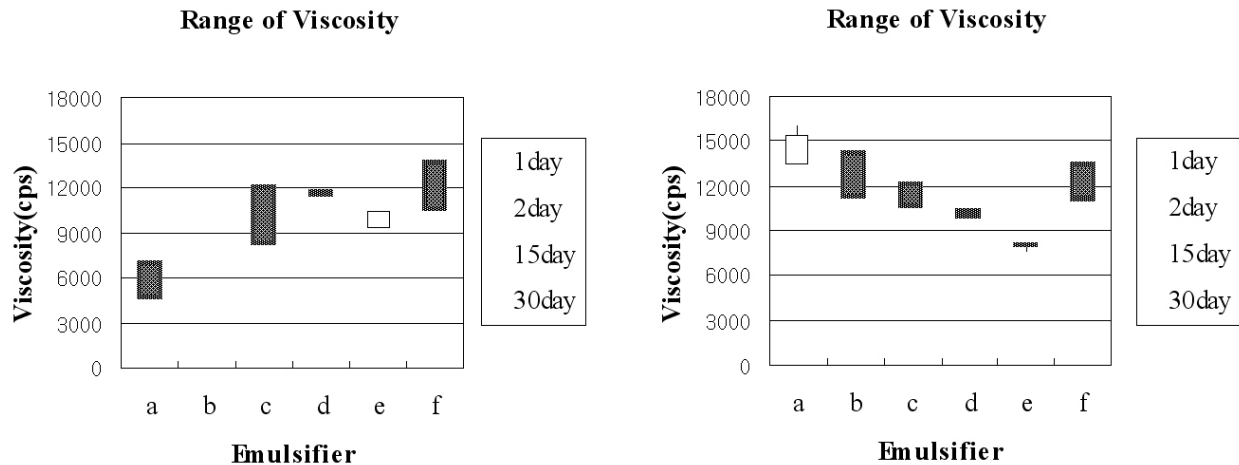 Range of Viscosity
18000
15000
12000
9000
6000
3000
0
Viscosity(cps)
a b c d e f
Emulsifier
1day
2day
15day
30day
Range of Viscosity
18000
15000
12000
9000
6000
3000
0
Viscosity(cps)
a b c d e f
Emulsifier
1day
2day
15day
30day